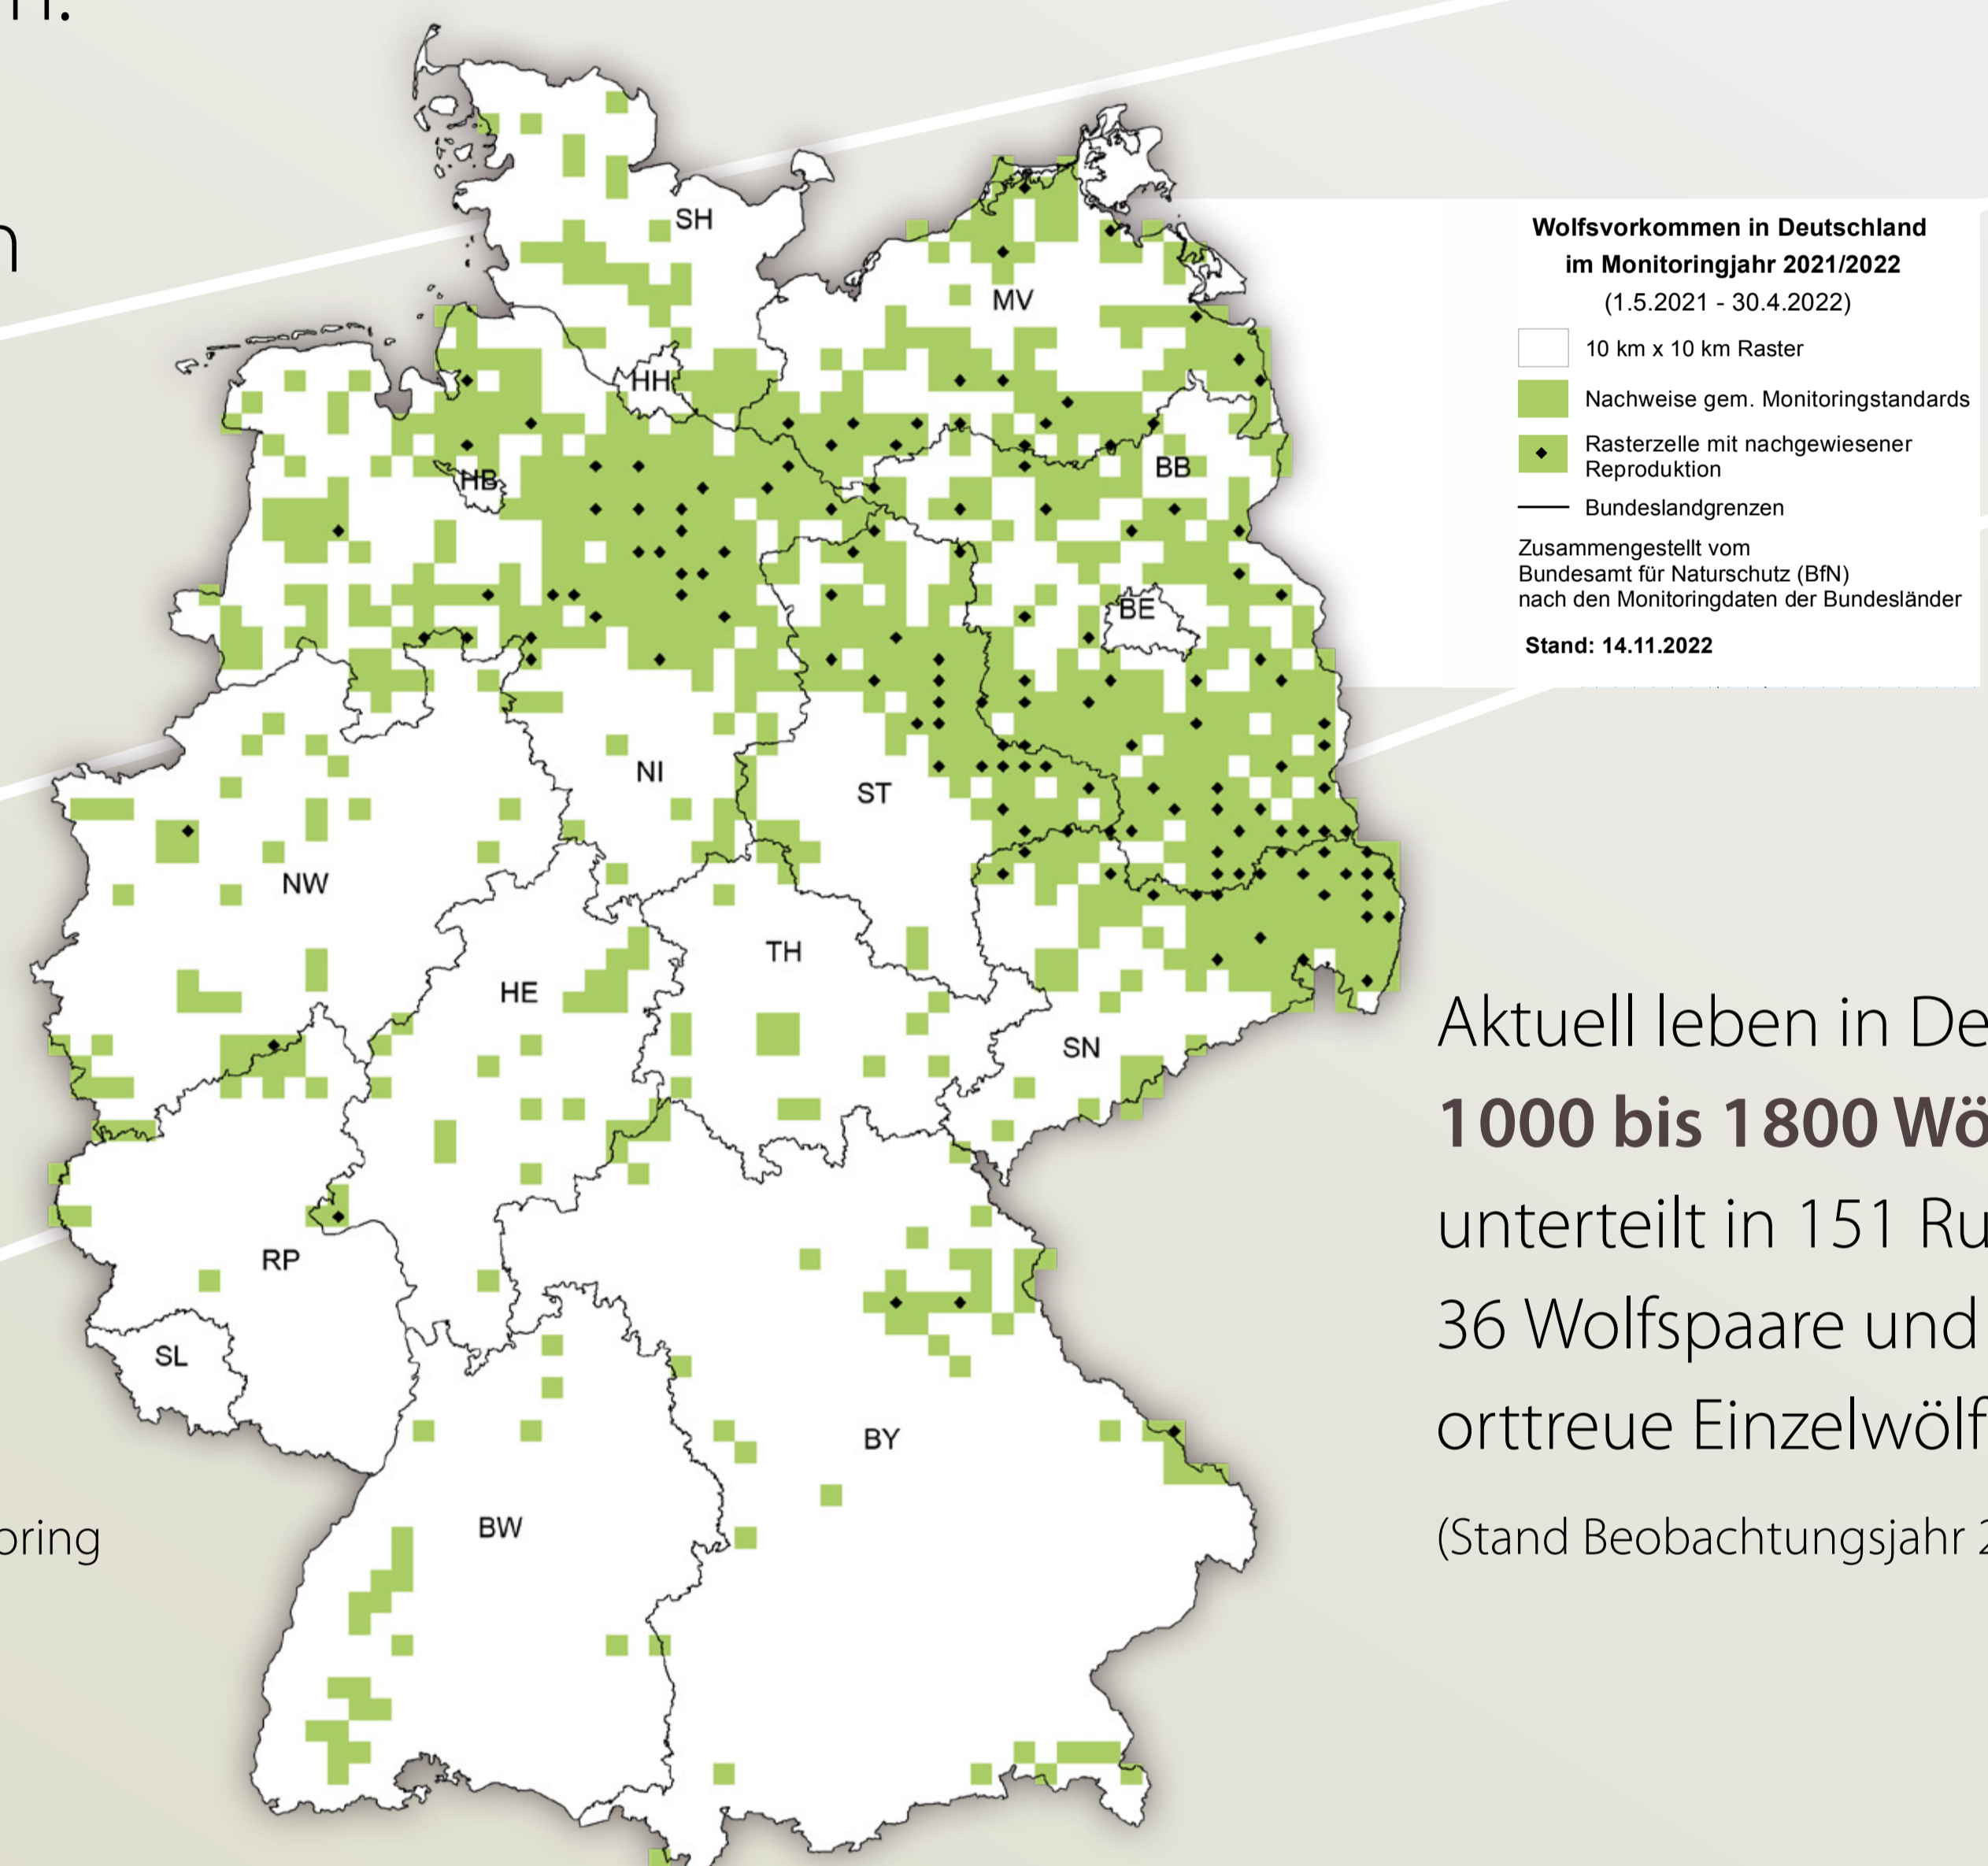 n
SH
MV
HH
HB
BB
BE
NI
ST
NW
TH
HE
SN
RP
SL
BY
BW
Wolfsvorkommen in Deutschland
im Monitoringjahr 2021/2022
(1.5.2021 - 30.4.2022)
10 km x 10 km Raster
Nachweise gem. Monitoringstandards
Rasterzelle mit nachgewiesener
Reproduktion
Bundeslandgrenzen
Zusammengestellt vom
Bundesamt für Naturschutz (BfN)
nach den Monitoringdaten der Bundesländer
Stand: 14.11.2022
Aktuell leben in De
1000 bis 1800 Wö
unterteilt in 151 Ru
36 Wolfspaare und
orttreue Einzelwölf
(Stand Beobachtungsjahr 2
oring